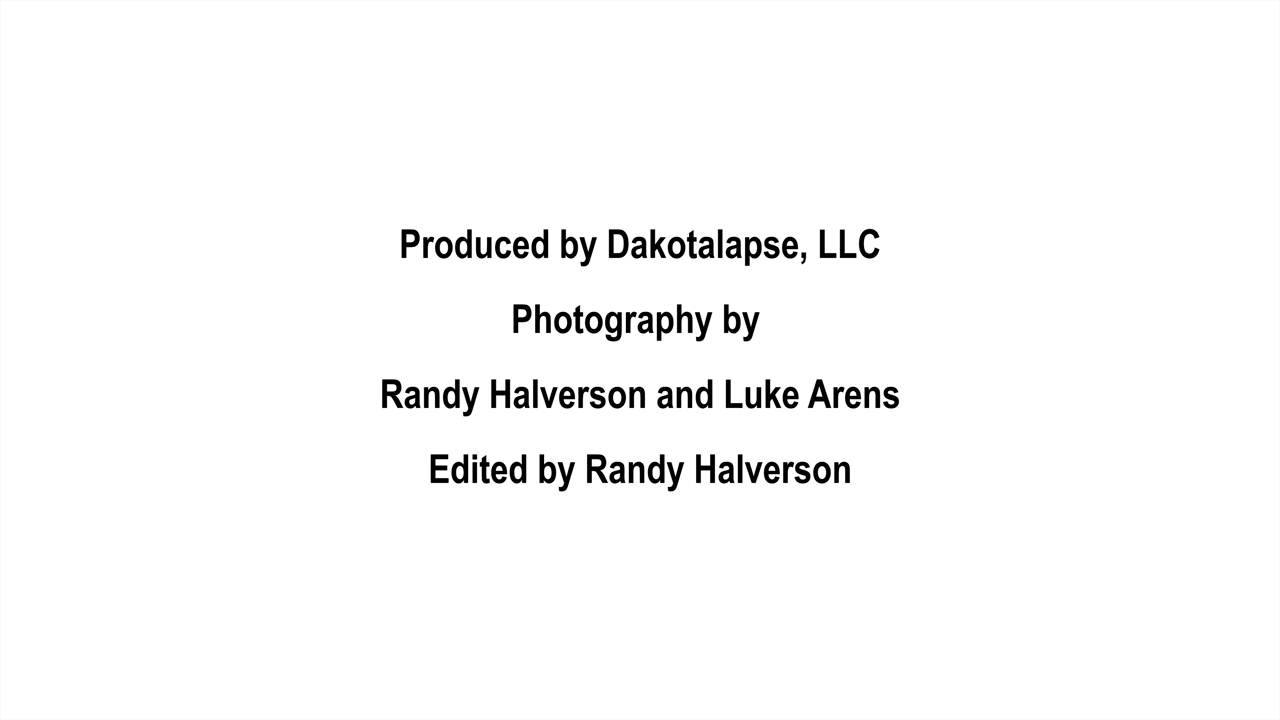 Produced by Dakotalapse, LLC
Photography by
Randy Halverson and Luke Arens
Edited by Randy Halverson